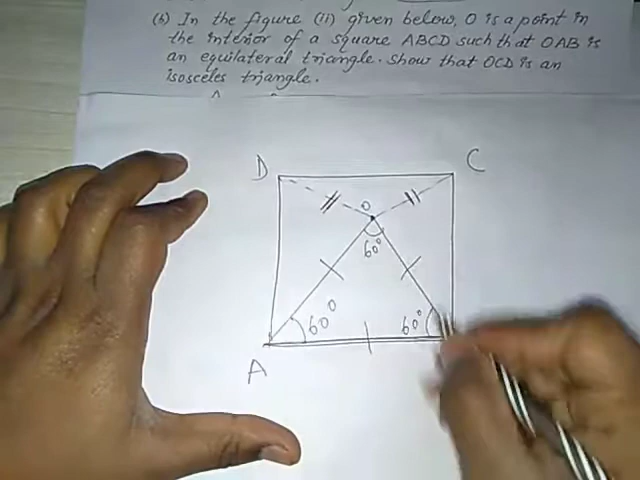 (b) In the figure (ii) given below, O is a point in
the interior of a square ABCD such that OAB is
an equilateral triangle. show that OCD is an
isosceles triangle.
D
C
O
60°
60°
60°
A